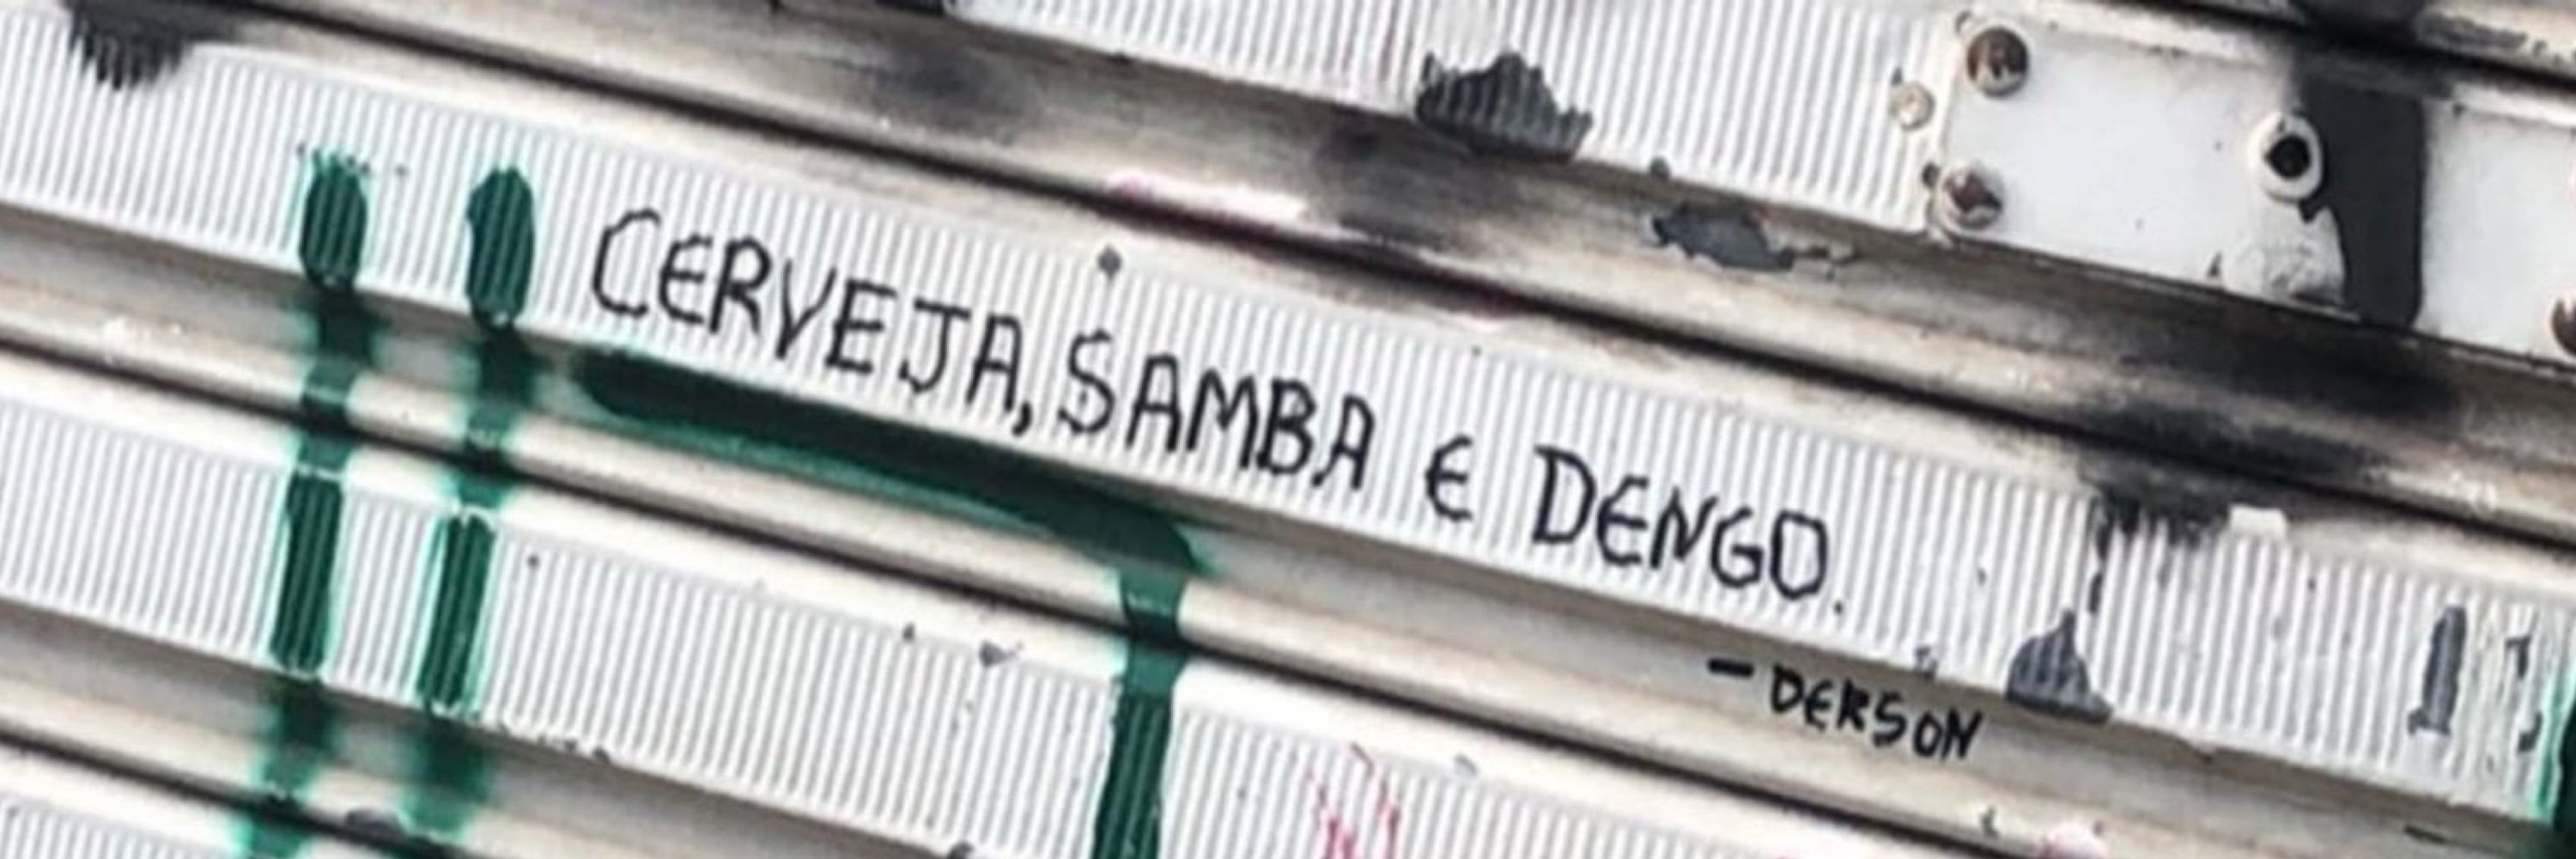 CERVEJA, SAMBA E DENGO.
- DERSON